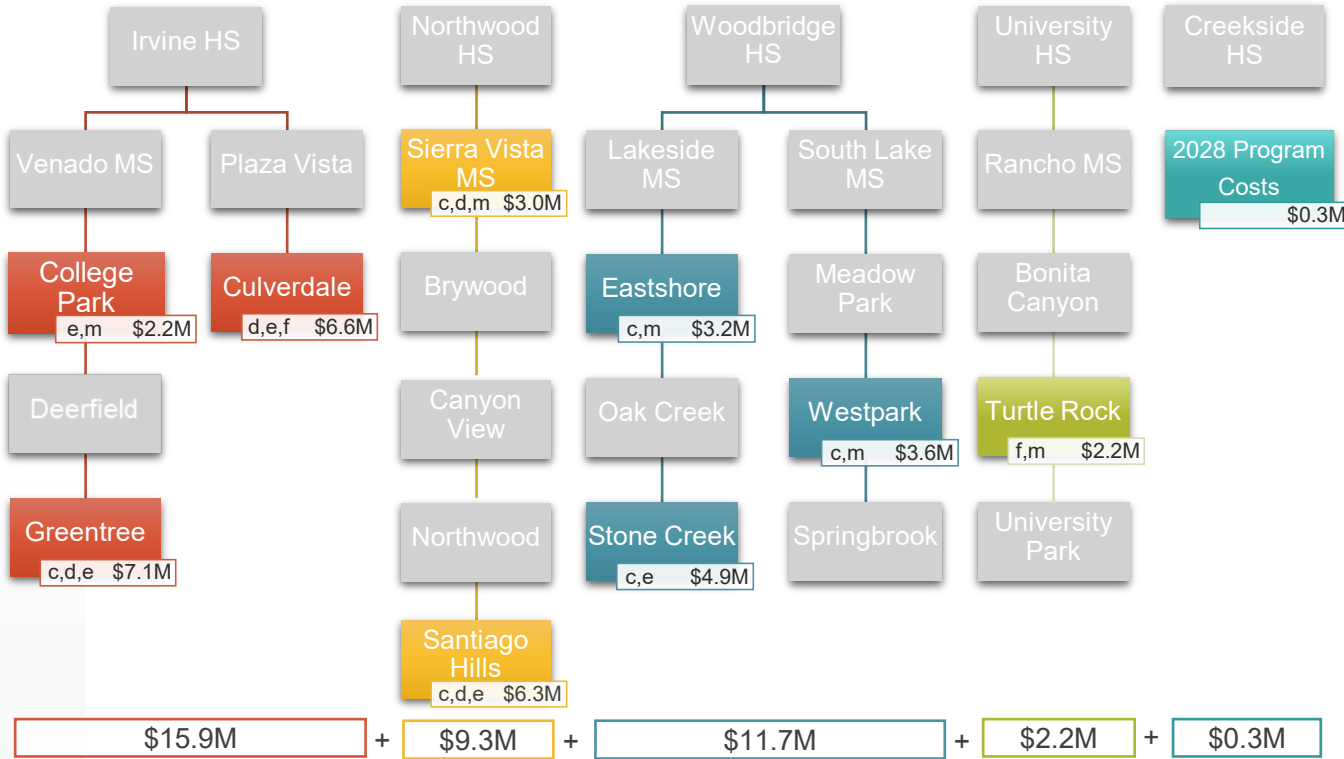 Irvine HS
Northwood
HS
Woodbridge
HS
University
HS
Creekside
HS
Venado MS
Plaza Vista
Sierra Vista
MS
c,d,m $3.0M
Lakeside
MS
South Lake
MS
Rancho MS
2028 Program
Costs
$0.3M
College
Park
e,m $2.2M
Culverdale
d,e,f $6.6M
Brywood
Eastshore
c,m $3.2M
Meadow
Park
Bonita
Canyon
Deerfield
Canyon
View
Oak Creek
Westpark
c,m $3.6M
Turtle Rock
f,m $2.2M
Greentree
c,d,e $7.1M
Northwood
Stone Creek
c,e $4.9M
Springbrook
University
Park
Santiago
Hills
c,d,e $6.3M
$15.9M + $9.3M + $11.7M + $2.2M + $0.3M